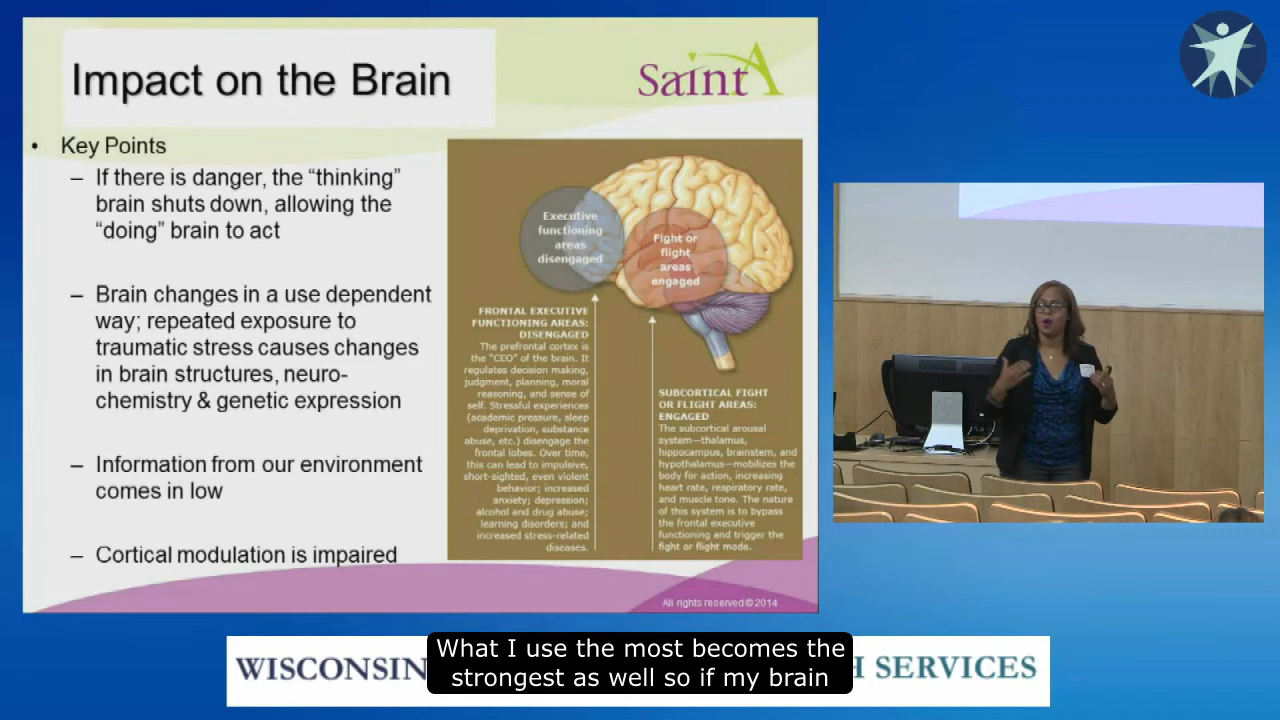 Impact on the Brain
SaintA
• Key Points
– If there is danger, the “thinking”
brain shuts down, allowing the
“doing” brain to act
– Brain changes in a use dependent
way; repeated exposure to
traumatic stress causes changes
in brain structures, neuro-
chemistry & genetic expression
– Information from our environment
comes in low
– Cortical modulation is impaired
Executive
functioning
areas
disengaged
Fight or
flight
areas
engaged
FRONTAL EXECUTIVE
FUNCTIONING AREAS:
DISENGAGED
The prefrontal cortex is
the "CEO" of the brain. It
regulates decision making,
judgment, planning, moral
reasoning, and sense of
self. Stressful experiences
(academic pressure, sleep
deprivation, substance
abuse, etc.) disengage the
frontal lobes. Over time,
this can lead to impulsive,
short-sighted, even violent
behavior; increased
anxiety; depression;
alcohol and drug abuse;
learning disorders; and
increased stress-related
diseases.
SUBCORTICAL FIGHT
OR FLIGHT AREAS:
ENGAGED
The subcortical arousal
system—thalamus,
hippocampus, brainstem, and
hypothalamus—mobilizes the
body for action, increasing
heart rate, respiratory rate,
and muscle tone. The nature
of this system is to bypass
the frontal executive
functioning and trigger the
fight or flight mode.
All rights reserved © 2014
WISCONSIN
H SERVICES
What I use the most becomes the
strongest as well so if my brain